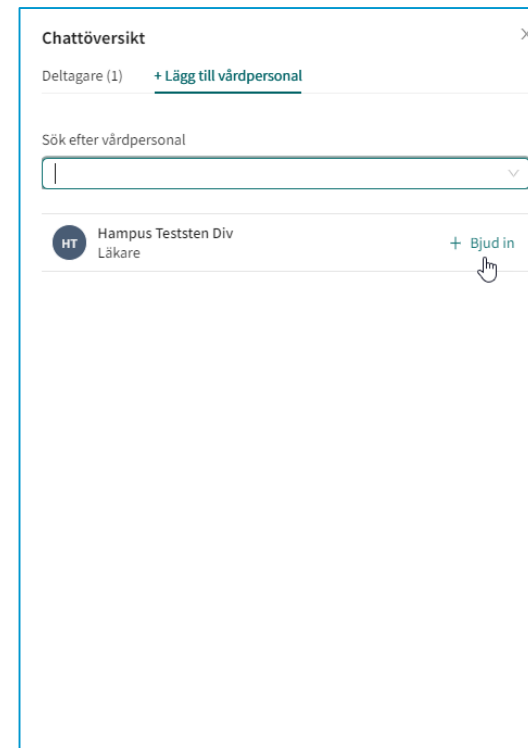 Chattöversikt
Deltagare (1) + Lägg till vårdpersonal
Sök efter vårdpersonal
HT Hampus Teststen Div
Läkare
+ Bjud in